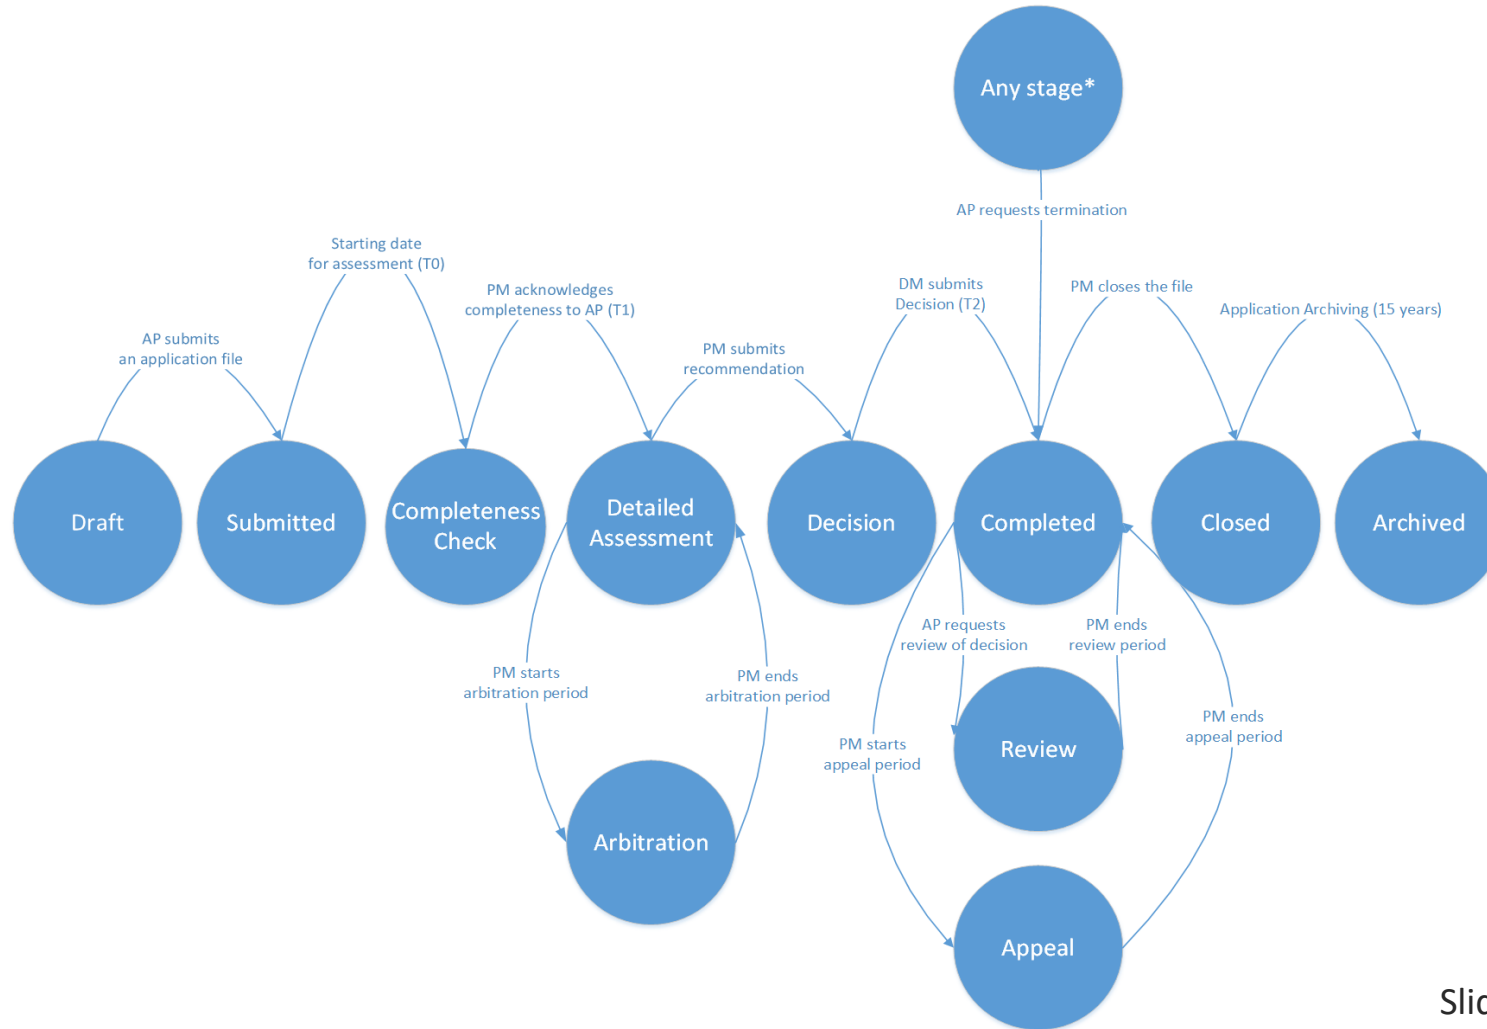 Any stage*
AP requests termination
Starting date
for assessment (T0)
PM acknowledges
completeness to AP (T1)
DM submits
Decision (T2)
PM closes the file
Application Archiving (15 years)
AP submits
an application file
PM submits
recommendation
Draft
Submitted
Completeness
Check
Detailed
Assessment
Decision
Completed
Closed
Archived
AP requests
review of decision
PM ends
review period
PM starts
arbitration period
PM ends
arbitration period
PM starts
appeal period
Review
PM ends
appeal period
Arbitration
Appeal